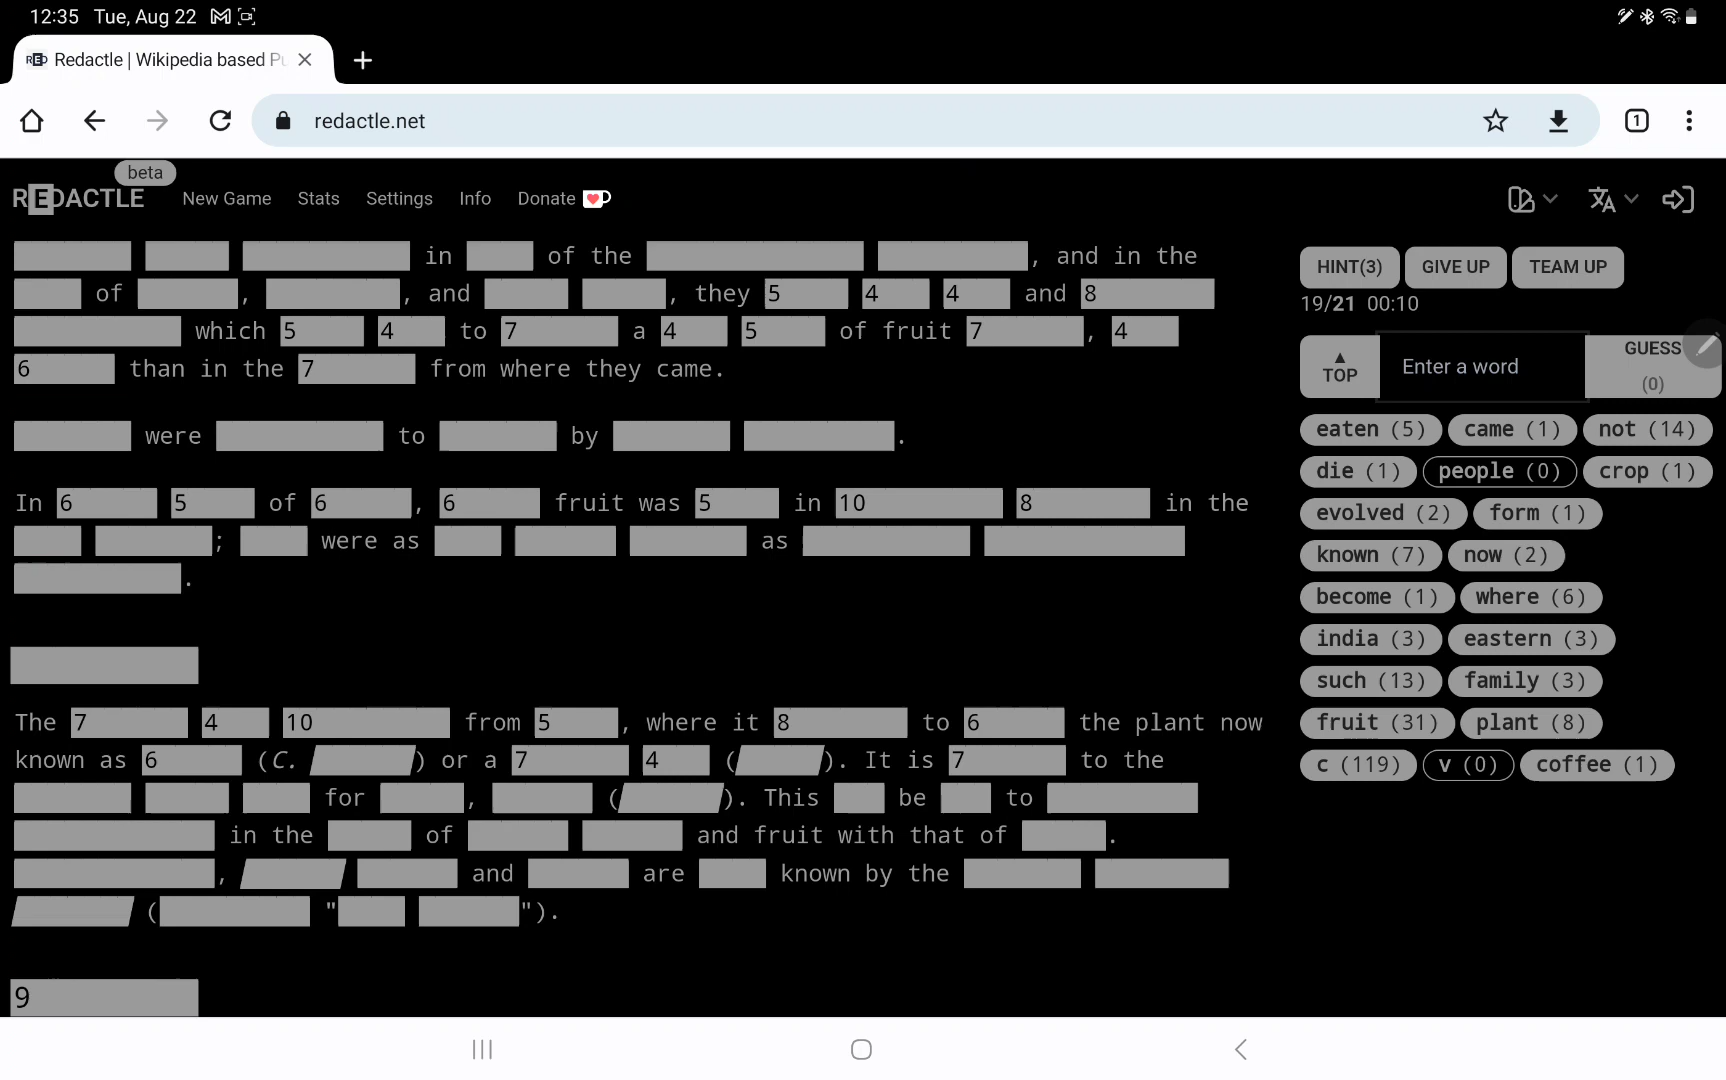 12:35 Tue, Aug 22
RED Redactle | Wikipedia based Pu
redactle.net
1
beta
REDACTLE New Game Stats Settings Info Donate
in of the , and in the
of , , and , they 5 4 4 and 8
which 5 4 to 7 a 4 5 of fruit 7 , 4
6 than in the 7 from where they came.
were to by .
In 6 5 of 6 , 6 fruit was 5 in 10 8 in the
; were as as
.
The 7 4 10 from 5 , where it 8 to 6 the plant now
known as 6 (C. ) or a 7 4 ( ). It is 7 to the
for , ( ). This be to
in the of and fruit with that of .
, and are known by the
( " ").
9
HINT(3) GIVE UP TEAM UP
19/21 00:10
▲ TOP Enter a word GUESS (0)
eaten (5) came (1) not (14)
die (1) people (0) crop (1)
evolved (2) form (1)
known (7) now (2)
become (1) where (6)
india (3) eastern (3)
such (13) family (3)
fruit (31) plant (8)
c (119) v (0) coffee (1)